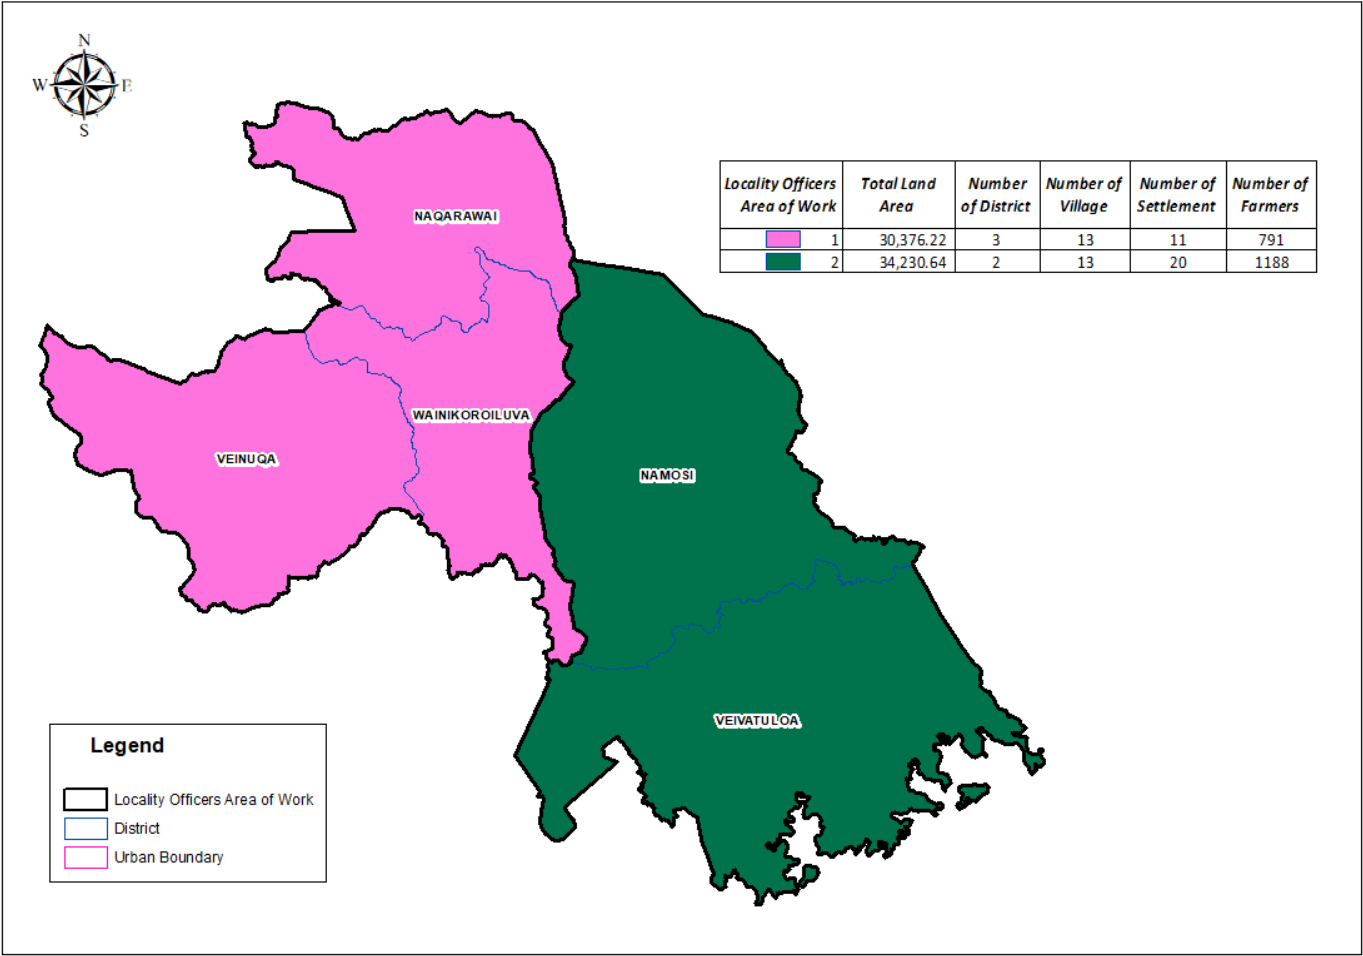 N
W E
S
Locality Officers Area of Work Total Land Area Number of District Number of Village Number of Settlement Number of Farmers
1 30,376.22 3 13 11 791
2 34,230.64 2 13 20 1188
NAQARAWAI
WAINIKOROILUVA
VEINUQA
NAMOSI
VEIVATULOA
Legend
Locality Officers Area of Work
District
Urban Boundary